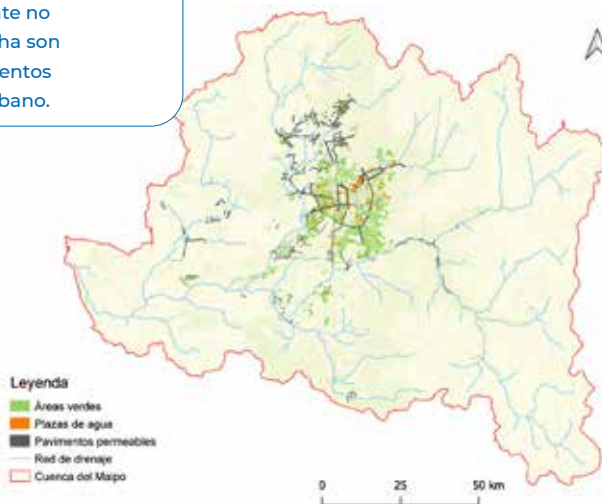 te no
ha son
entos
bano.
Leyenda
Áreas verdes
Plazas de agua
Pavimentos permeables
Red de drenaje
Cuenca del Maipo
0 25 50 km